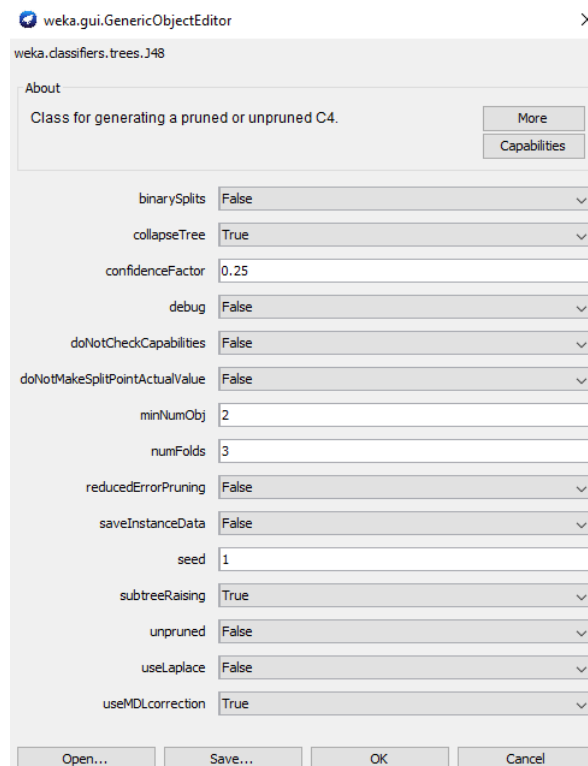 weka.gui.GenericObjectEditor
weka.classifiers.trees.J48
About
Class for generating a pruned or unpruned C4.
More
Capabilities
binarySplits False
collapseTree True
confidenceFactor 0.25
debug False
doNotCheckCapabilities False
doNotMakeSplitPointActualValue False
minNumObj 2
numFolds 3
reducedErrorPruning False
saveInstanceData False
seed 1
subtreeRaising True
unpruned False
useLaplace False
useMDLcorrection True
Open... Save... OK Cancel